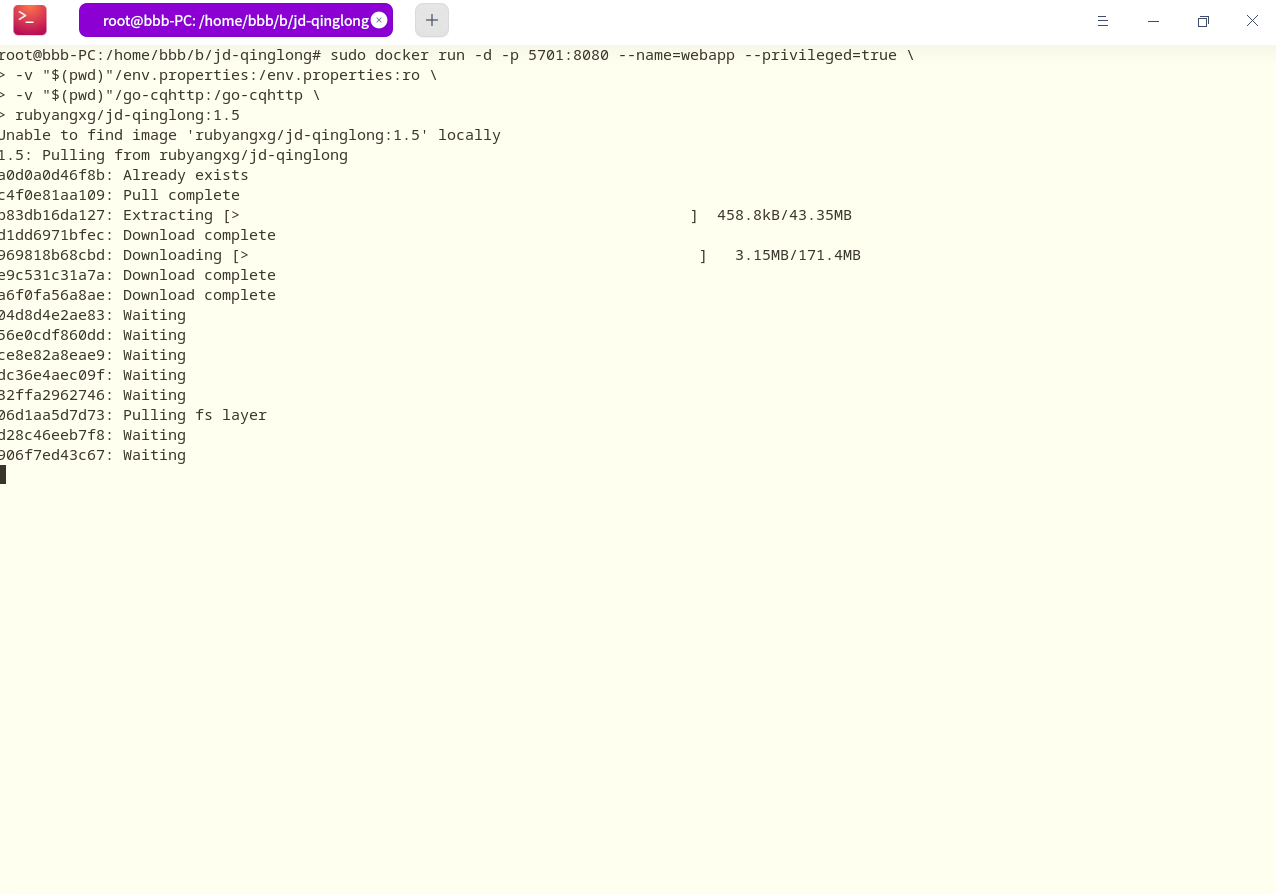 root@bbb-PC: /home/bbb/b/jd-qinglong
root@bbb-PC:/home/bbb/b/jd-qinglong# sudo docker run -d -p 5701:8080 --name=webapp --privileged=true \
> -v "$(pwd)"/env.properties:/env.properties:ro \
> -v "$(pwd)"/go-cqhttp:/go-cqhttp \
> rubyangxg/jd-qinglong:1.5
Unable to find image 'rubyangxg/jd-qinglong:1.5' locally
1.5: Pulling from rubyangxg/jd-qinglong
a0d0a0d46f8b: Already exists
c4f0e81aa109: Pull complete
b83db16da127: Extracting [>                                                  ]  458.8kB/43.35MB
d1dd6971bfec: Download complete
969818b68cbd: Downloading [>                                                  ]   3.15MB/171.4MB
e9c531c31a7a: Download complete
a6f0fa56a8ae: Download complete
04d8d4e2ae83: Waiting
56e0cdf860dd: Waiting
ce8e82a8eae9: Waiting
dc36e4aec09f: Waiting
32ffa2962746: Waiting
06d1aa5d7d73: Pulling fs layer
d28c46eeb7f8: Waiting
906f7ed43c67: Waiting